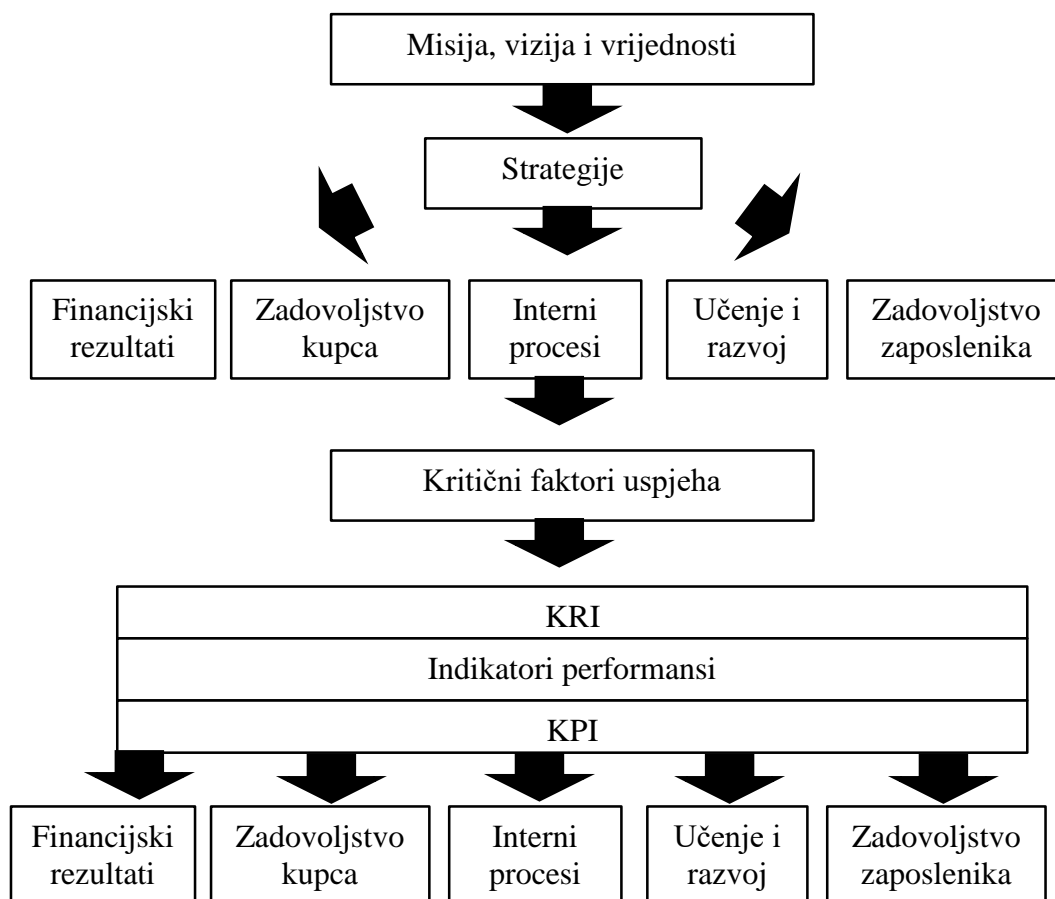 Misija, vizija i vrijednosti
Strategije
Financijski
rezultati
Zadovoljstvo
kupca
Interni
procesi
Učenje i
razvoj
Zadovoljstvo
zaposlenika
Kritični faktori uspjeha
KRI
Indikatori performansi
KPI
Financijski
rezultati
Zadovoljstvo
kupca
Interni
procesi
Učenje i
razvoj
Zadovoljstvo
zaposlenika